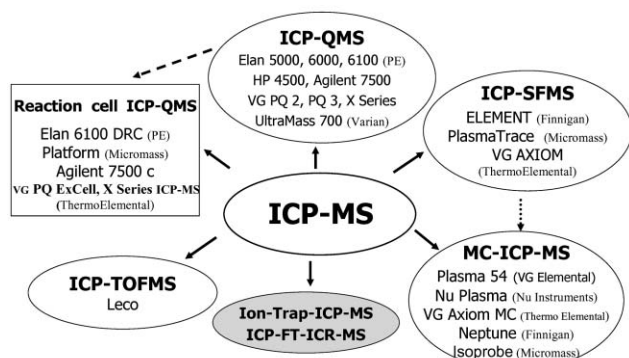 ICP-QMS
Elan 5000, 6000, 6100 (PE)
HP 4500, Agilent 7500
VG PQ 2, PQ 3, X Series
UltraMass 700 (Varian)
Reaction cell ICP-QMS
Elan 6100 DRC (PE)
Platform (Micromass)
Agilent 7500 c
VG PQ ExCell, X Series ICP-MS
(ThermoElemental)
ICP-SFMS
ELEMENT (Finnigan)
PlasmaTrace (Micromass)
VG AXIOM
(ThermoElemental)
ICP-MS
ICP-TOFMS
Leco
Ion-Trap-ICP-MS
ICP-FT-ICR-MS
MC-ICP-MS
Plasma 54 (VG Elemental)
Nu Plasma (Nu Instruments)
VG Axiom MC (Thermo Elemental)
Neptune (Finnigan)
Isoprobe (Micromass)